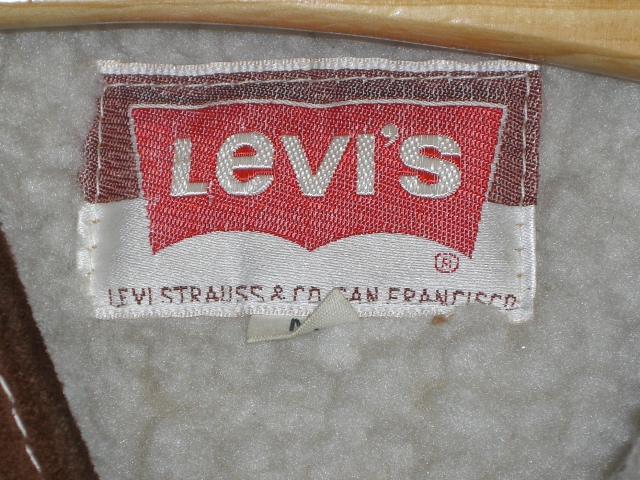 Levi's
®
LEVI STRAUSS & CO. SAN FRANCISCO